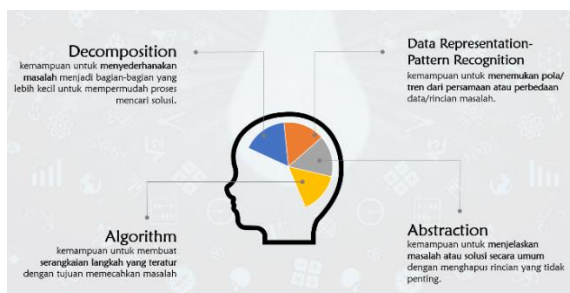 Decomposition
kemampuan untuk menyederhanakan
masalah menjadi bagian-bagian yang
lebih kecil untuk mempermudah proses
mencari solusi.
Data Representation-
Pattern Recognition
kemampuan untuk menemukan pola/
tren dari persamaan atau perbedaan
data/rincian masalah.
Algorithm
kemampuan untuk membuat
serangkaian langkah yang teratur
dengan tujuan memecahkan masalah
Abstraction
kemampuan untuk menjelaskan
masalah atau solusi secara umum
dengan menghapus rincian yang tidak
penting.